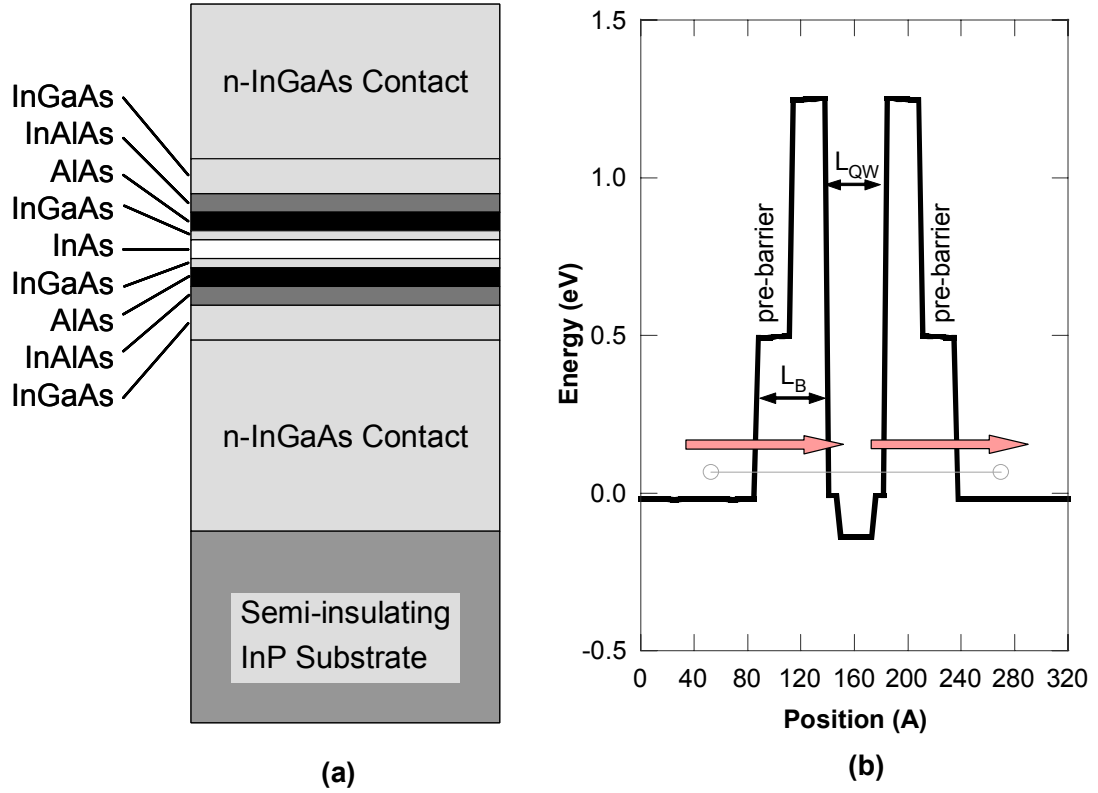 n-InGaAs Contact
InGaAs
InAlAs
AlAs
InGaAs
InAs
InGaAs
AlAs
InAlAs
InGaAs
n-InGaAs Contact
Semi-insulating
InP Substrate
(a)
1.5
1.0
0.5
0.0
-0.5
Energy (eV)
L_QW
pre-barrier
pre-barrier
L_B
0 40 80 120 160 200 240 280 320
Position (A)
(b)